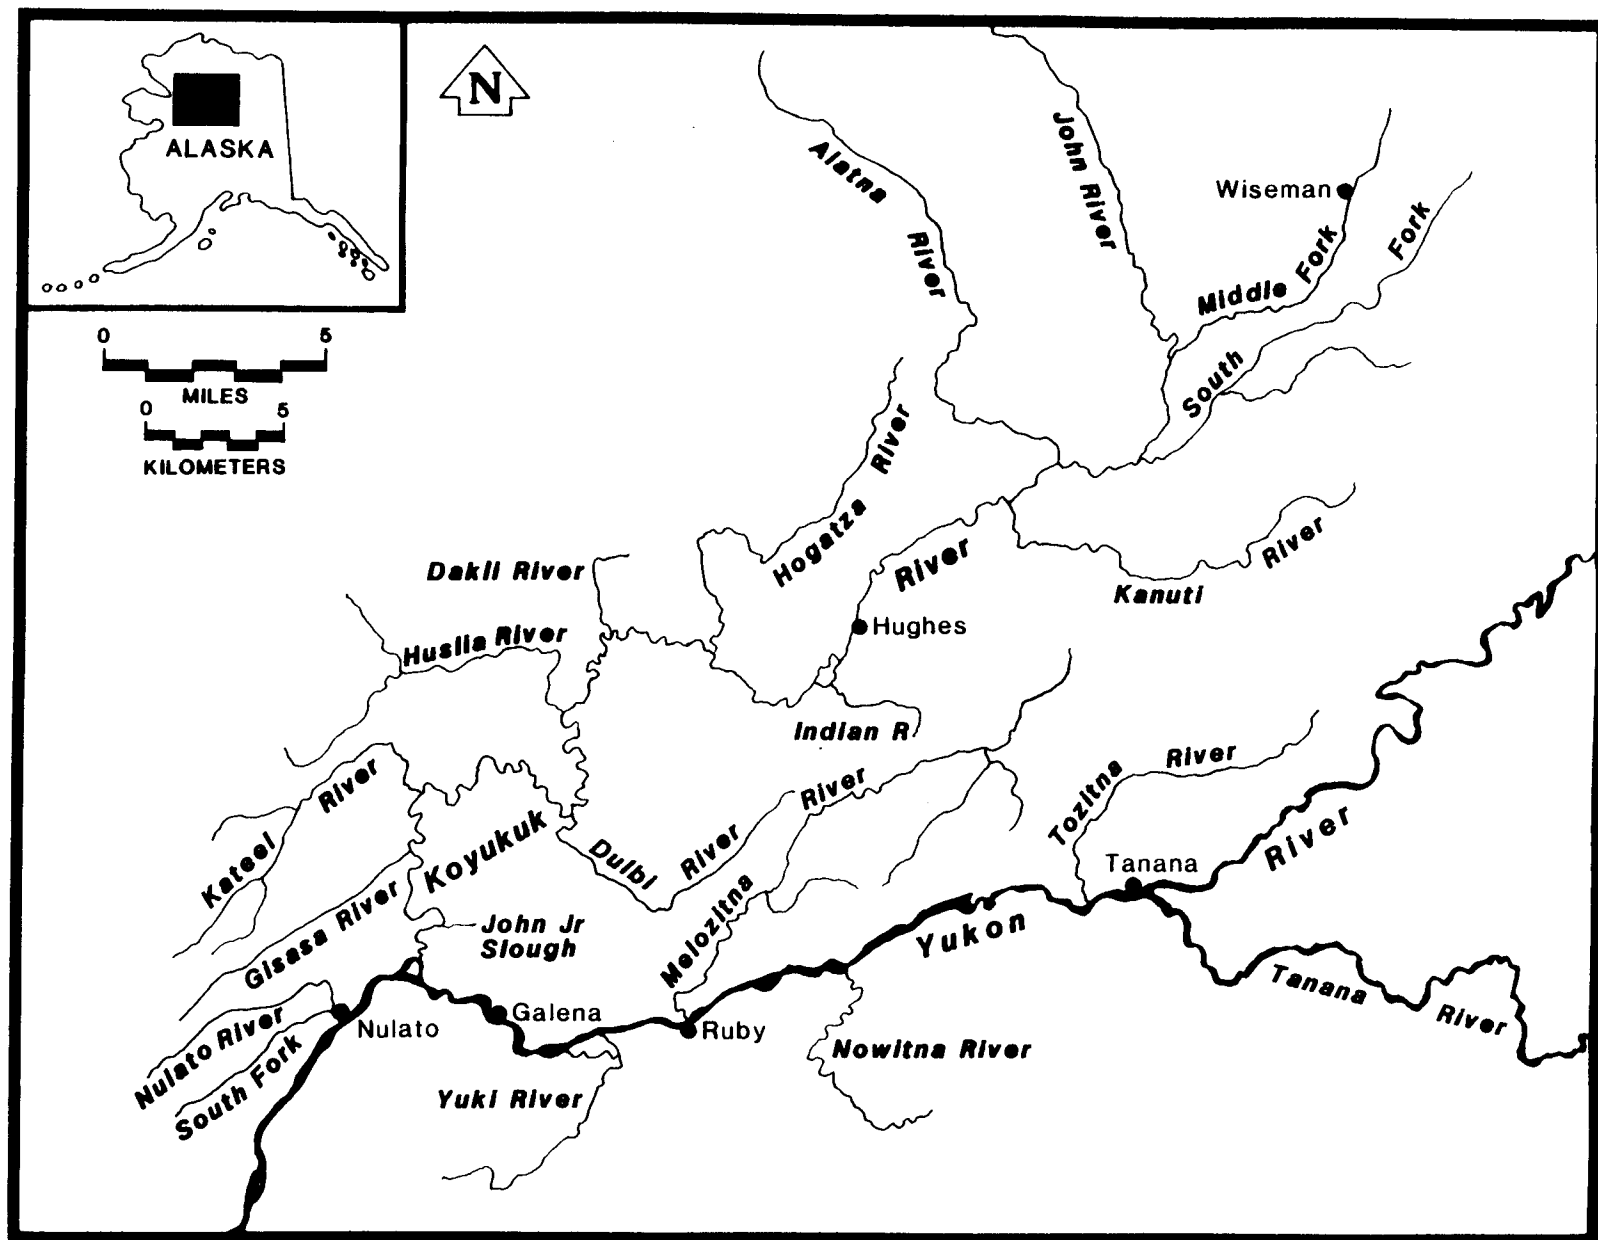 N
ALASKA
0 5
MILES
0 5
KILOMETERS
Alatna River
John River
Wiseman
Middle Fork
South Fork
Hogatza River
Koyukuk River
Kanuti River
Dakli River
Huslia River
Hughes
Indian R
Kateel River
Dulbi River
Melozitna River
Tozitna River
Tanana
Yukon River
Gisasa River
John Jr
Slough
Tanana River
Nulato River
South Fork
Nulato
Galena
Ruby
Nowitna River
Yuki River